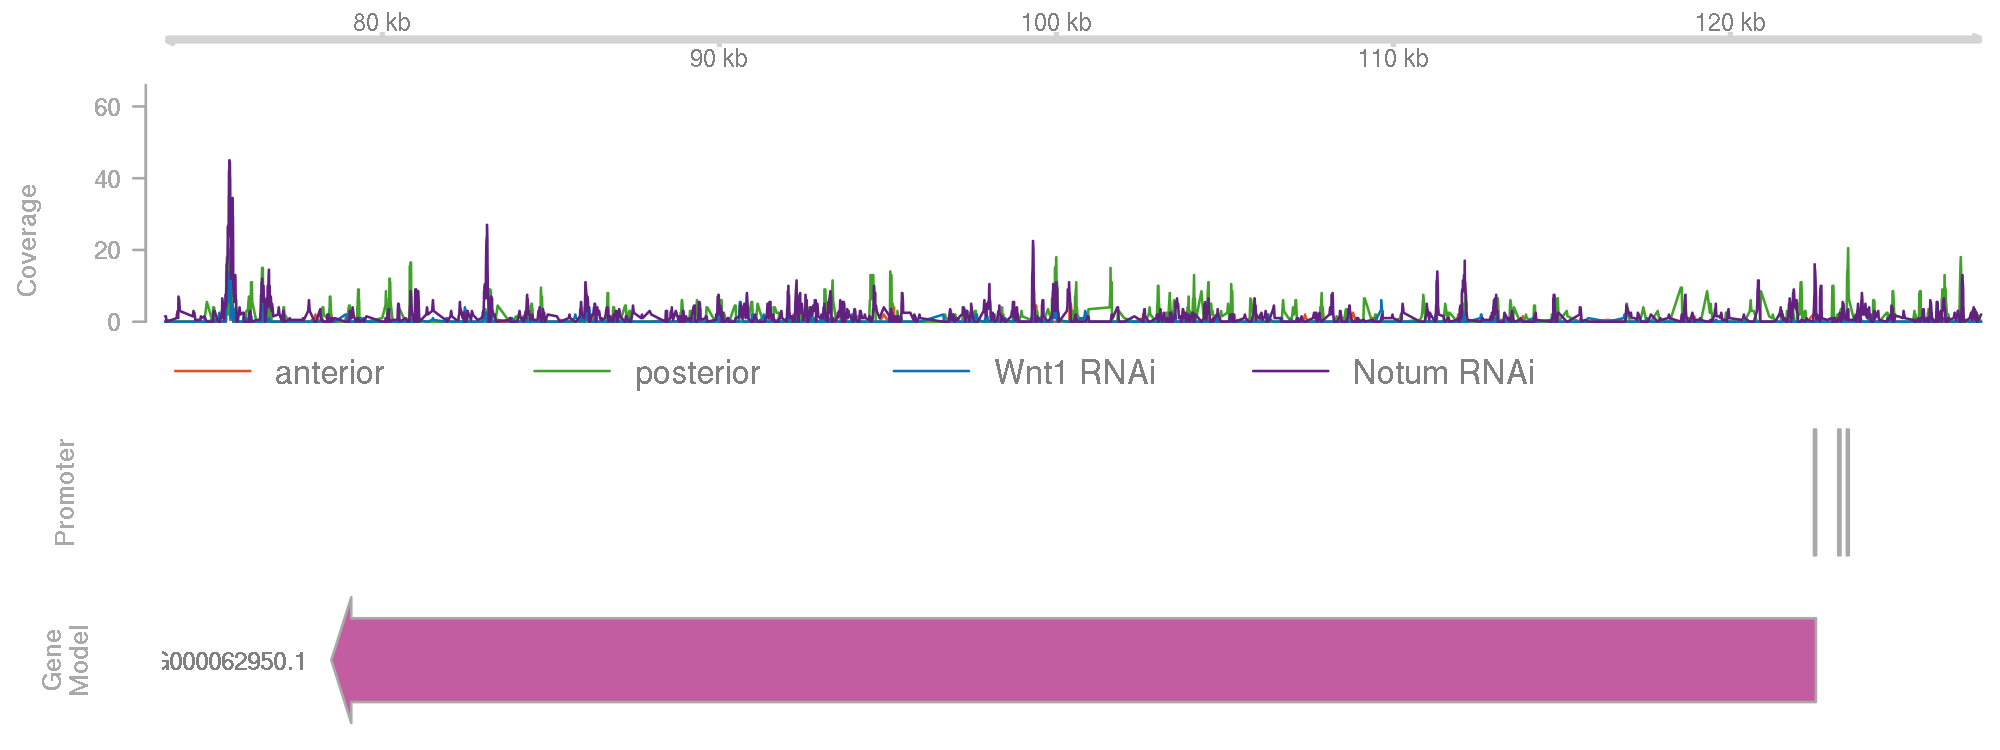 80 kb 100 kb 120 kb
90 kb 110 kb
Coverage
60
40
20
0
anterior posterior Wnt1 RNAi Notum RNAi
Promoter
Gene
Model
G000062950.1